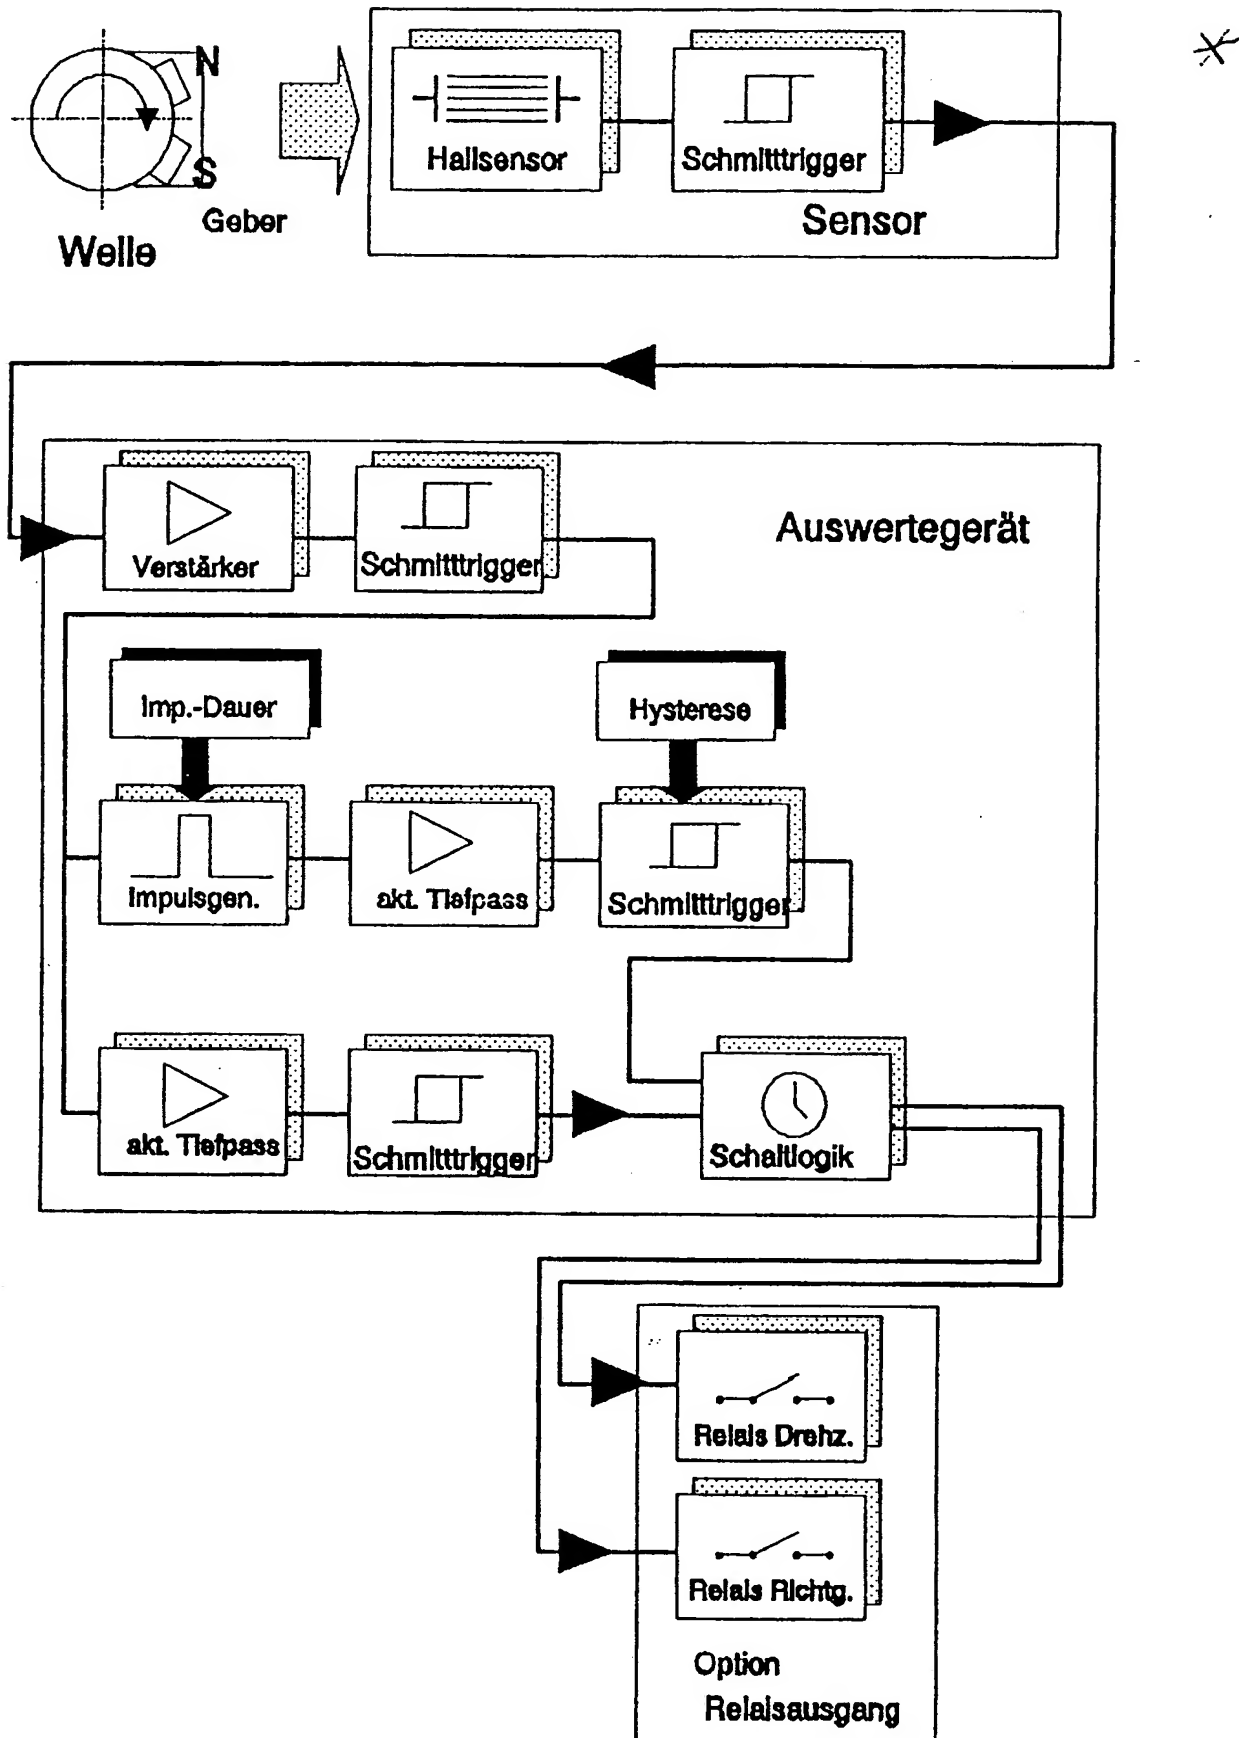 N
S
Geber
Welle
Hallsensor
Schmitttrigger
Sensor
Verstärker
Schmitttrigger
Auswertegerät
Imp.-Dauer
Hysterese
Impulsgen.
akt. Tiefpass
Schmitttrigger
akt. Tiefpass
Schmitttrigger
Schaltlogik
Relais Drehz.
Relais Richtg.
Option
Relaisausgang